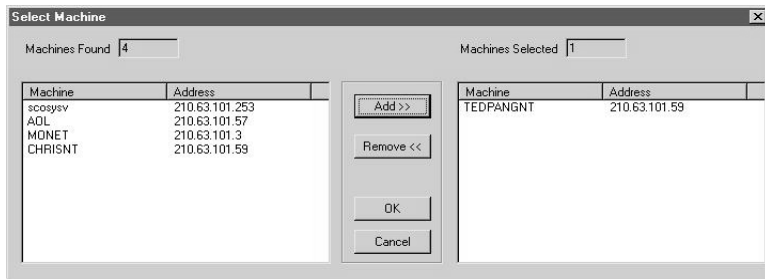 Select Machine
Machines Found 4
Machines Selected 1
Machine Address
scosysv 210.63.101.253
AOL 210.63.101.57
MONET 210.63.101.3
CHRISNT 210.63.101.59
Add >>
Remove <<
OK
Cancel
Machine Address
TEDPANGNT 210.63.101.59